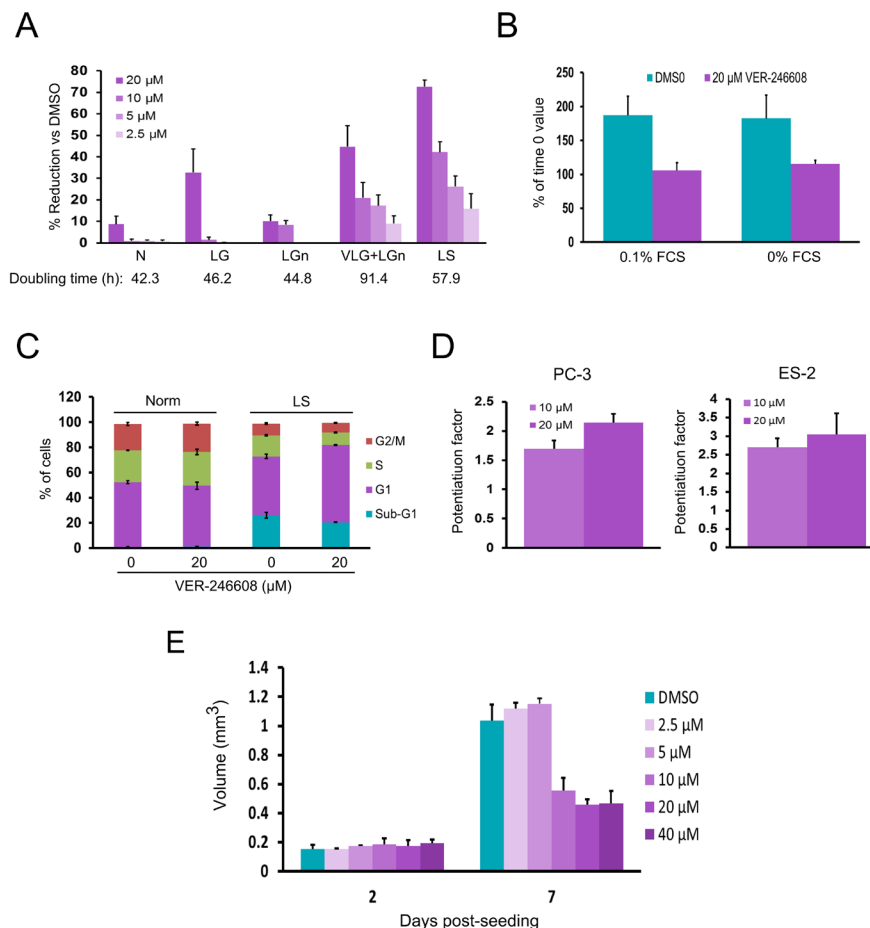 A
% Reduction vs DMSO
80
70
60
50
40
30
20
10
0
20 µM
10 µM
5 µM
2.5 µM
N LG LGn VLG+LGn LS
Doubling time (h): 42.3 46.2 44.8 91.4 57.9
B
% of time 0 value
250
200
150
100
50
0
DMS0 20 µM VER-246608
0.1% FCS 0% FCS
C
% of cells
120
100
80
60
40
20
0
Norm LS
G2/M
S
G1
Sub-G1
0 20 0 20
VER-246608 (µM)
D
PC-3
Potentiatiuon factor
2.5
2
1.5
1
0.5
0
10 µM
20 µM
ES-2
Potentiatiuon factor
4
3.5
3
2.5
2
1.5
1
0.5
0
10 µM
20 µM
E
Volume (mm3)
1.4
1.2
1
0.8
0.6
0.4
0.2
0
DMSO
2.5 µM
5 µM
10 µM
20 µM
40 µM
2 7
Days post-seeding